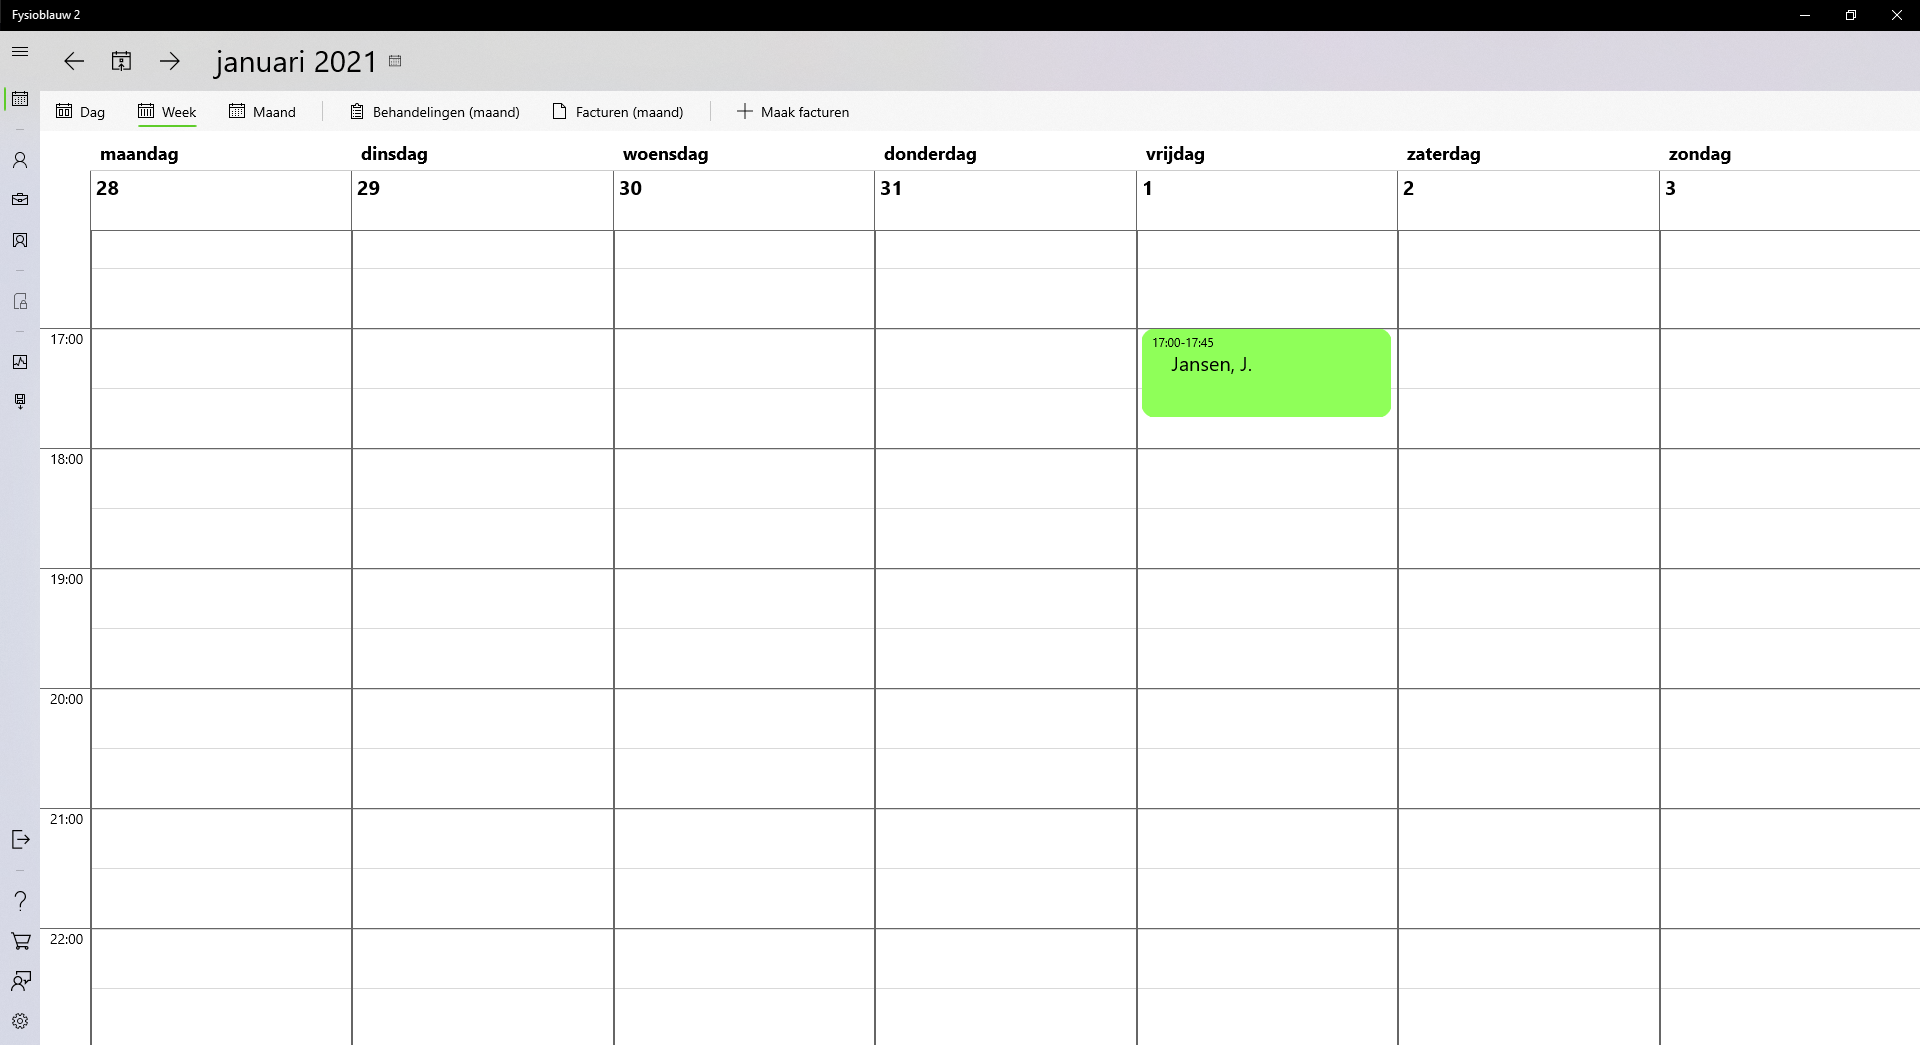 Fysioblauw 2
januari 2021
Dag Week Maand Behandelingen (maand) Facturen (maand) Maak facturen
maandag dinsdag woensdag donderdag vrijdag zaterdag zondag
28 29 30 31 1 2 3
17:00
17:00-17:45
Jansen, J.
18:00
19:00
20:00
21:00
22:00